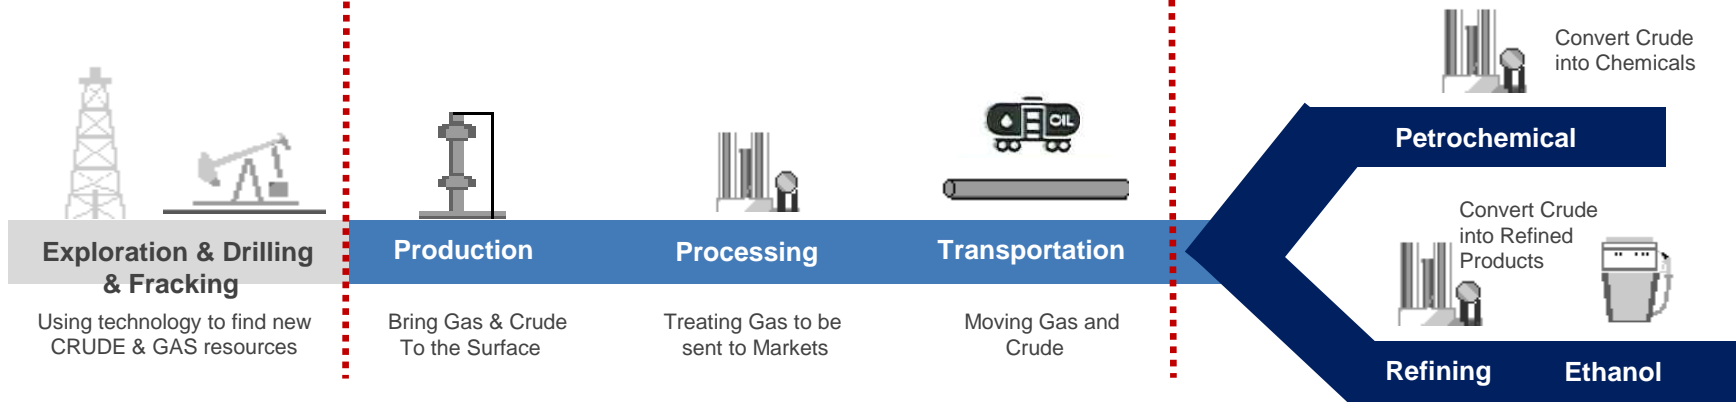 Exploration & Drilling
& Fracking
Using technology to find new
CRUDE & GAS resources
Production
Bring Gas & Crude
To the Surface
Processing
Treating Gas to be
sent to Markets
OIL
Transportation
Moving Gas and
Crude
Convert Crude
into Chemicals
Petrochemical
Convert Crude
into Refined
Products
Refining
Ethanol